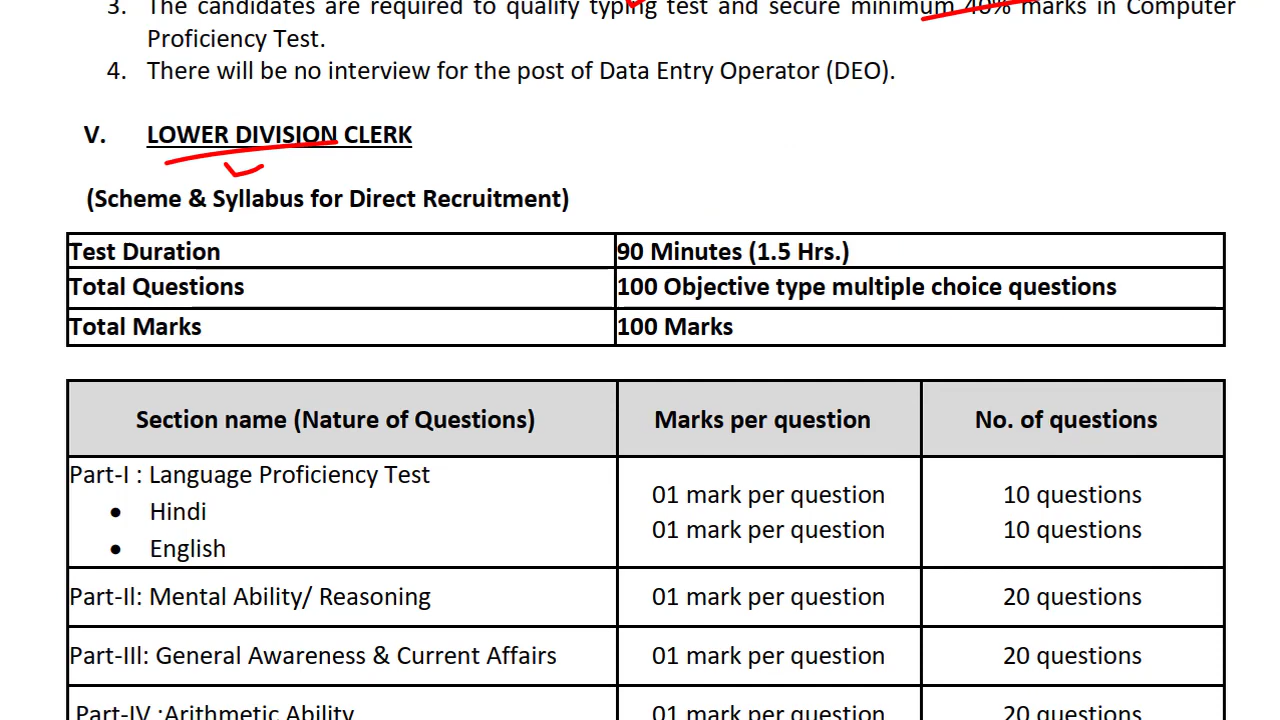 3. The candidates are required to qualify typing test and secure minimum 40% marks in Computer
Proficiency Test.
4. There will be no interview for the post of Data Entry Operator (DEO).
V. LOWER DIVISION CLERK
(Scheme & Syllabus for Direct Recruitment)
Test Duration 90 Minutes (1.5 Hrs.)
Total Questions 100 Objective type multiple choice questions
Total Marks 100 Marks
Section name (Nature of Questions) Marks per question No. of questions
Part-I : Language Proficiency Test
• Hindi 01 mark per question 10 questions
• English 01 mark per question 10 questions
Part-Il: Mental Ability/ Reasoning 01 mark per question 20 questions
Part-IIl: General Awareness & Current Affairs 01 mark per question 20 questions
Part-IV :Arithmetic Ability 01 mark per question 20 questions